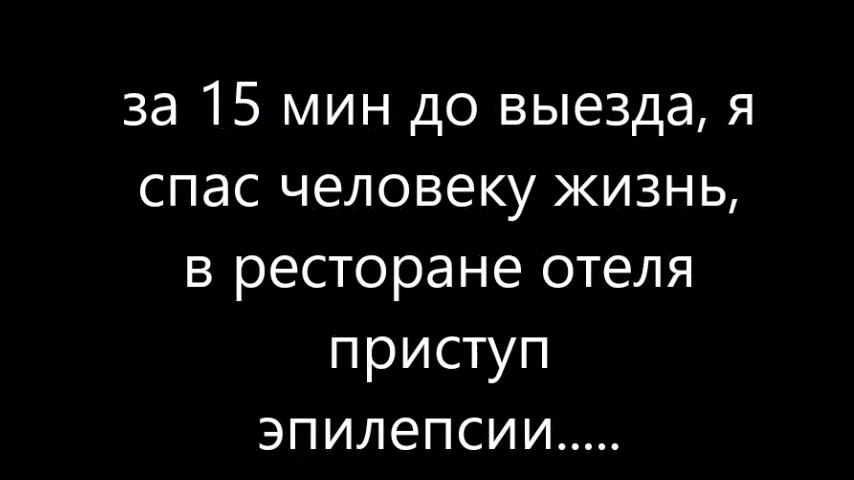 за 15 мин до выезда, я
спас человеку жизнь,
в ресторане отеля
приступ
эпилепсии.....